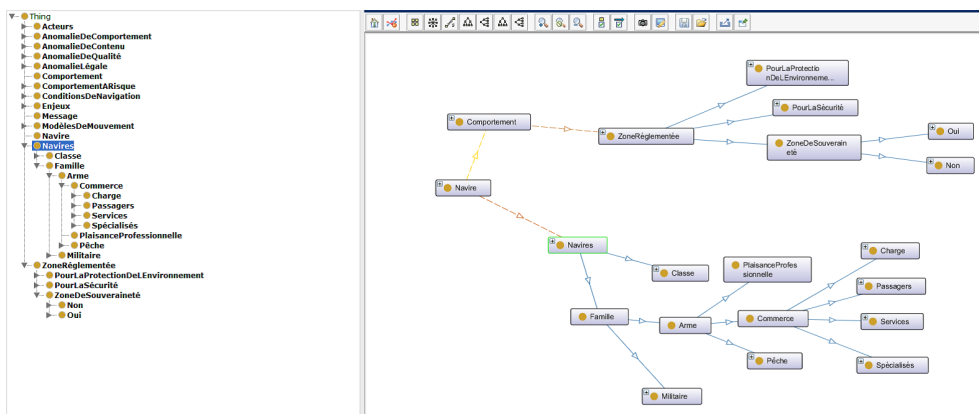 Thing
Acteurs
AnomalieDeComportement
AnomalieDeContenu
AnomalieDeQualité
AnomalieLégale
Comportement
ComportementARisque
ConditionsDeNavigation
Enjeux
Message
ModèlesDeMouvement
Navire
Navires
Classe
Famille
Arme
Commerce
Charge
Passagers
Services
Spécialisés
PlaisanceProfessionnelle
Pêche
Militaire
ZoneRéglementée
PourLaProtectionDeLEnvironnement
PourLaSécurité
ZoneDeSouveraineté
Non
Oui
PourLaProtectio
nDeLEnvironneme...
PourLaSécurité
Comportement
ZoneRéglementée
Oui
ZoneDeSouverain
eté
Non
Navire
Navires
Charge
PlaisanceProfes
sionnelle
Classe
Passagers
Famille
Arme
Commerce
Services
Pêche
Spécialisés
Militaire